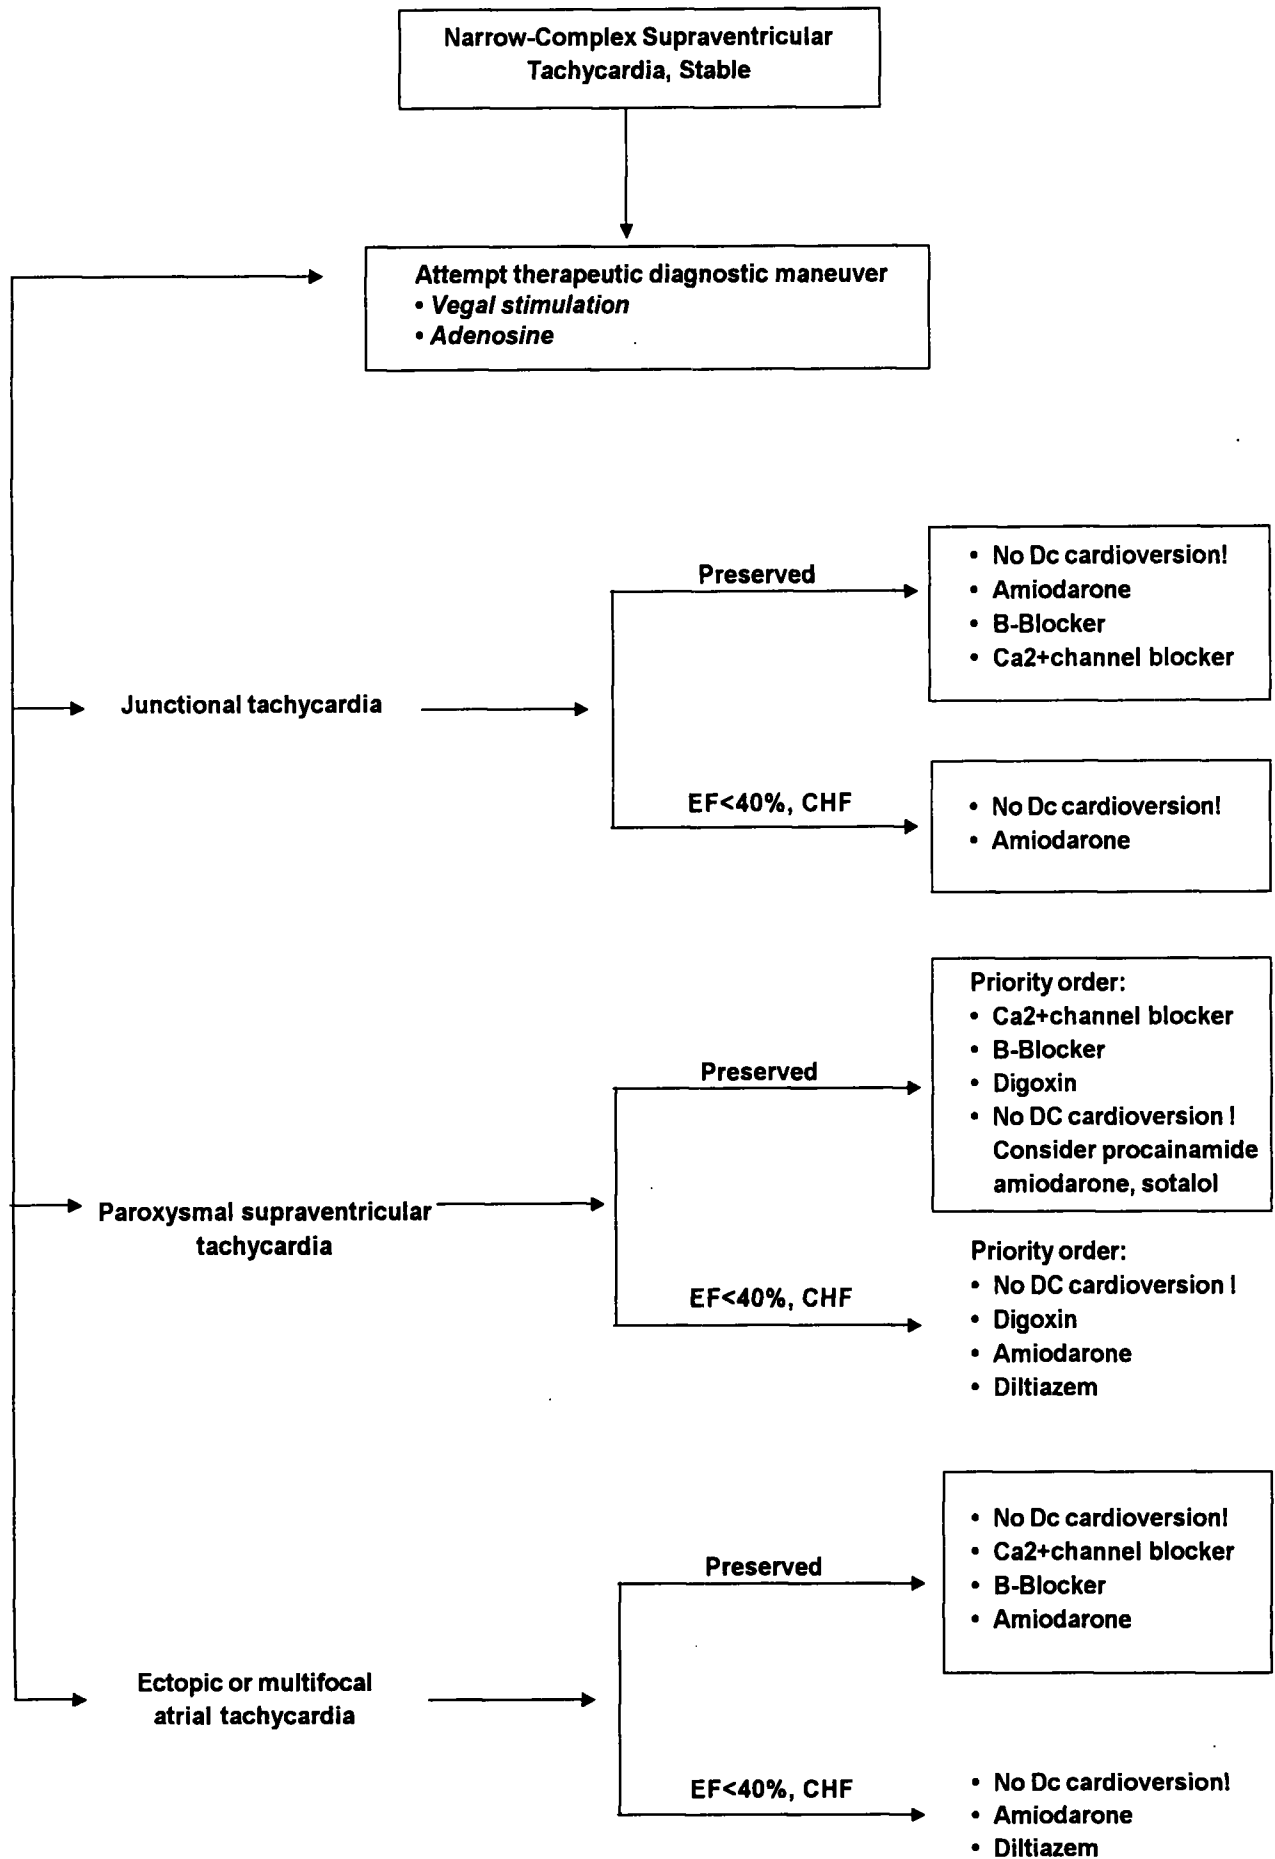 Narrow-Complex Supraventricular
Tachycardia, Stable
Attempt therapeutic diagnostic maneuver
• Vegal stimulation
• Adenosine
Preserved
• No Dc cardioversion!
• Amiodarone
• B-Blocker
• Ca2+channel blocker
Junctional tachycardia
EF<40%, CHF
• No Dc cardioversion!
• Amiodarone
Priority order:
• Ca2+channel blocker
• B-Blocker
• Digoxin
• No DC cardioversion !
Consider procainamide
amiodarone, sotalol
Preserved
Paroxysmal supraventricular
tachycardia
EF<40%, CHF
Priority order:
• No DC cardioversion !
• Digoxin
• Amiodarone
• Diltiazem
Preserved
• No Dc cardioversion!
• Ca2+channel blocker
• B-Blocker
• Amiodarone
Ectopic or multifocal
atrial tachycardia
EF<40%, CHF
• No Dc cardioversion!
• Amiodarone
• Diltiazem